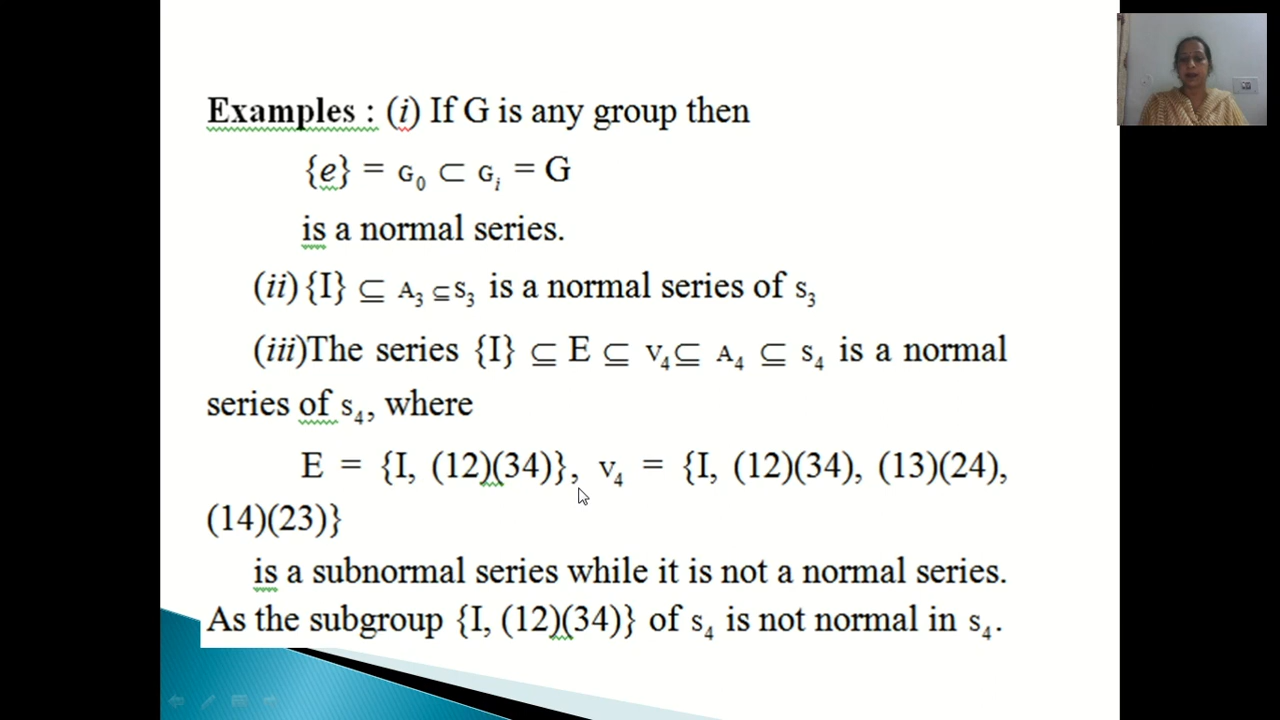 Examples : (i) If G is any group then
{e} = G₀ ⊂ Gᵢ = G
is a normal series.
(ii) {I} ⊆ A₃ ⊆ S₃ is a normal series of s₃
(iii)The series {I} ⊆ E ⊆ V₄ ⊆ A₄ ⊆ S₄ is a normal
series of s₄, where
E = {I, (12)(34)}, v₄ = {I, (12)(34), (13)(24),
(14)(23)}
is a subnormal series while it is not a normal series.
As the subgroup {I, (12)(34)} of s₄ is not normal in s₄.